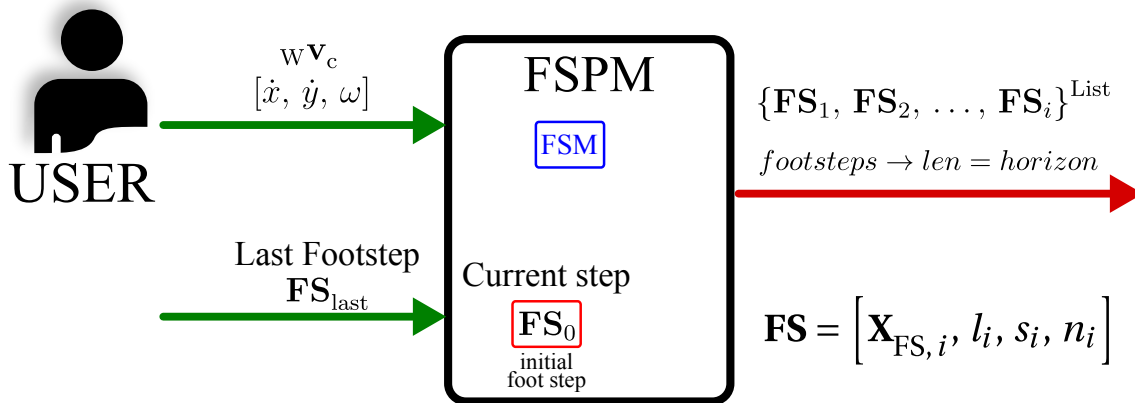 USER
W𝐯c
[ẋ, ẏ, ω]
Last Footstep
𝐅𝐒last
FSPM
FSM
Current step
𝐅𝐒0
initial
foot step
{𝐅𝐒1, 𝐅𝐒2, …, 𝐅𝐒i}List
footsteps → len = horizon
𝐅𝐒 = [𝐗FS, i, li, si, ni]